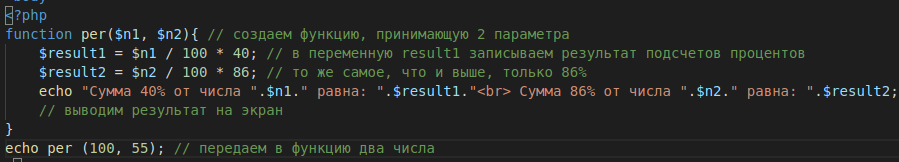 body
<?php
function per($n1, $n2){ // создаем функцию, принимающую 2 параметра
$result1 = $n1 / 100 * 40; // в переменную result1 записываем результат подсчетов процентов
$result2 = $n2 / 100 * 86; // то же самое, что и выше, только 86%
echo "Сумма 40% от числа ".$n1." равна: ".$result1."<br> Сумма 86% от числа ".$n2." равна: ".$result2;
// выводим результат на экран
}
echo per (100, 55); // передаем в функцию два числа